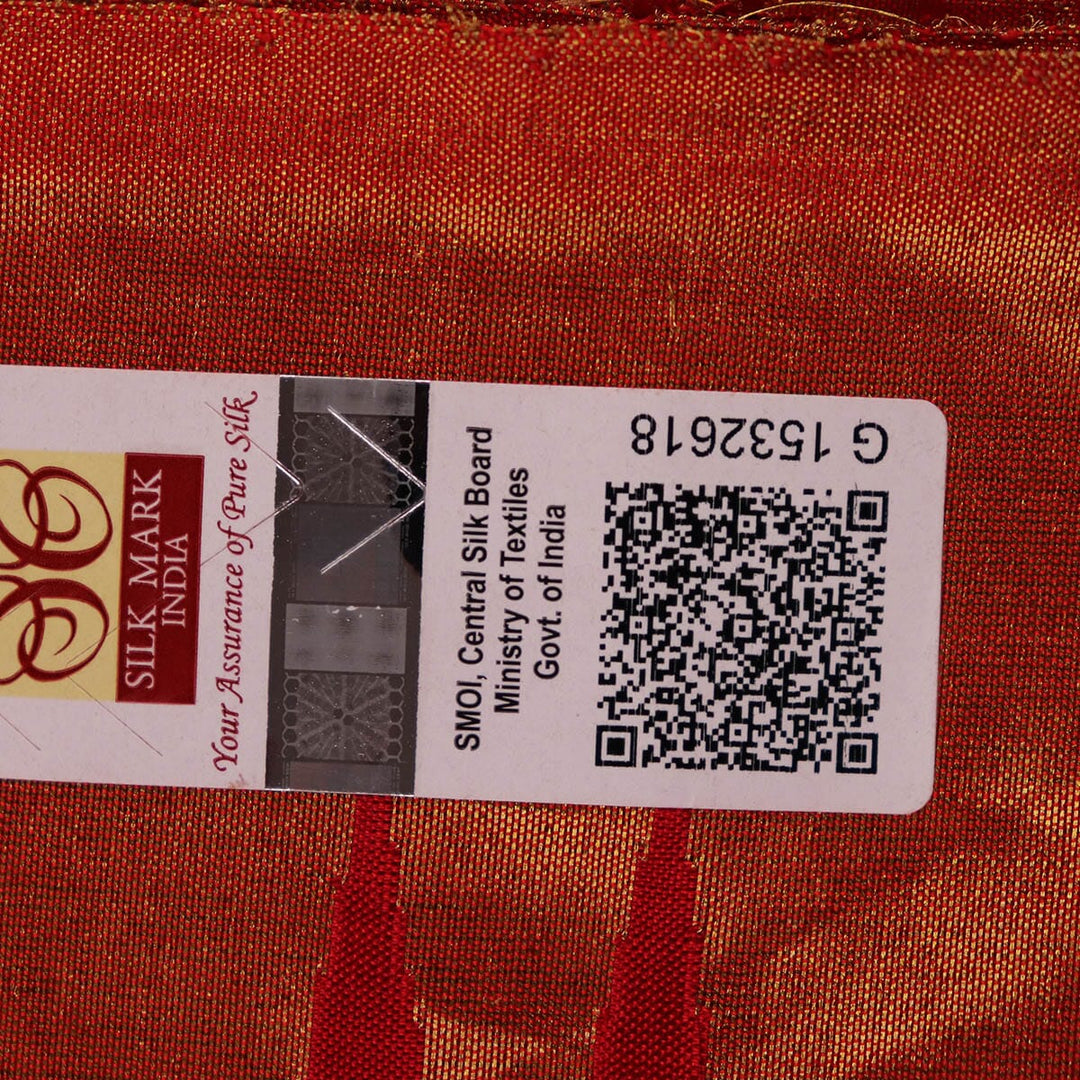 SILK MARK
INDIA
Your Assurance of Pure Silk
SMOI, Central Silk Board
Ministry of Textiles
Govt. of India
G 1532618